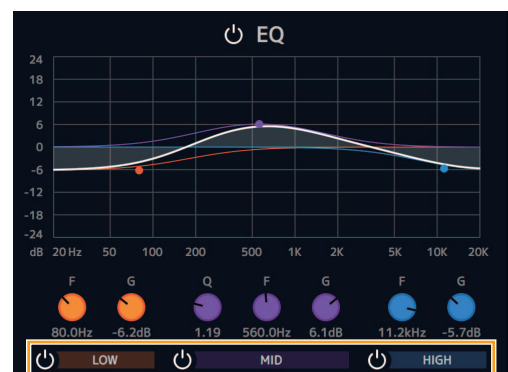 EQ
24
18
12
6
0
-6
-12
-18
-24
dB 20 Hz 50 100 200 500 1K 2K 5K 10K 20K
F G Q F G F G
80.0Hz -6.2dB 1.19 560.0Hz 6.1dB 11.2kHz -5.7dB
LOW MID HIGH